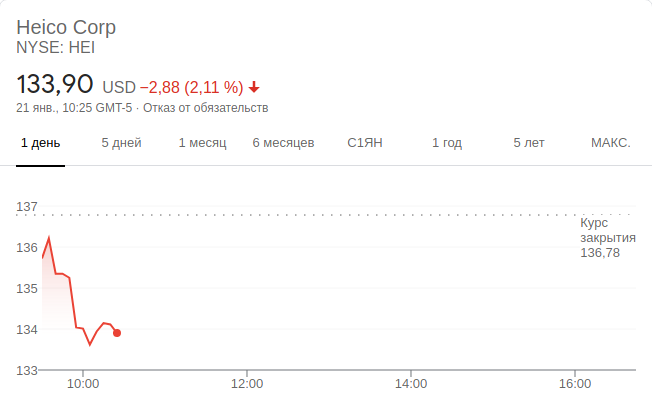 Heico Corp
NYSE: HEI
133,90 USD −2,88 (2,11 %)
21 янв., 10:25 GMT-5 · Отказ от обязательств
1 день 5 дней 1 месяц 6 месяцев С1ЯН 1 год 5 лет МАКС.
137
Курс
закрытия
136,78
136
135
134
133
10:00 12:00 14:00 16:00